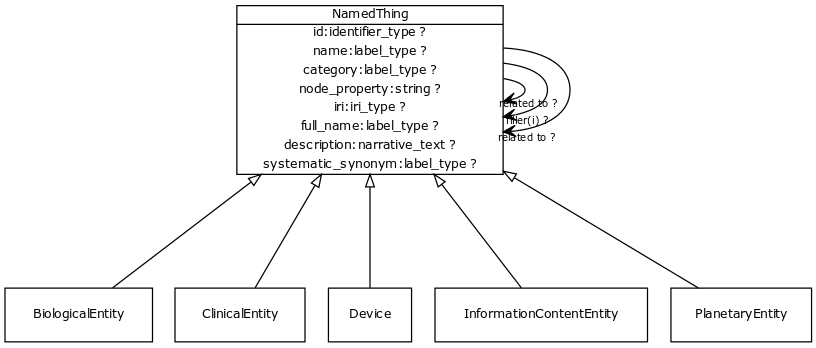 NamedThing
id:identifier_type ?
name:label_type ?
category:label_type ?
node_property:string ?
iri:iri_type ?
full_name:label_type ?
description:narrative_text ?
systematic_synonym:label_type ?
related to ?
filler(i) ?
related to ?
BiologicalEntity
ClinicalEntity
Device
InformationContentEntity
PlanetaryEntity